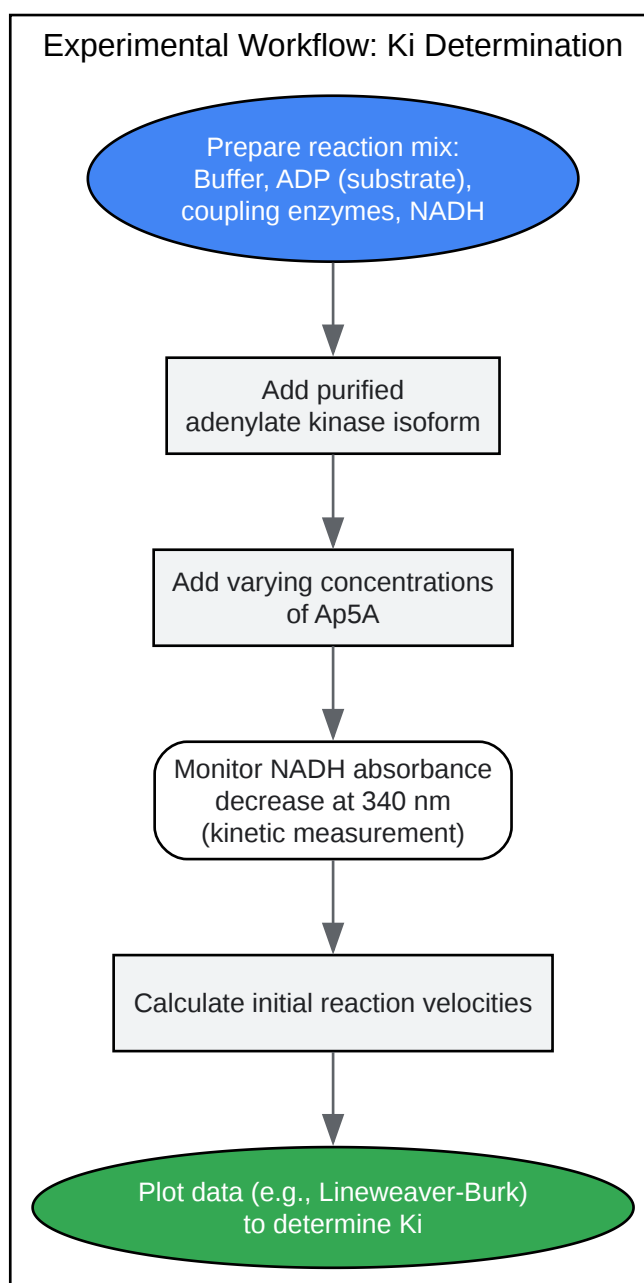 Experimental Workflow: Ki Determination
Prepare reaction mix:
Buffer, ADP (substrate),
coupling enzymes, NADH
Add purified
adenylate kinase isoform
Add varying concentrations
of Ap5A
Monitor NADH absorbance
decrease at 340 nm
(kinetic measurement)
Calculate initial reaction velocities
Plot data (e.g., Lineweaver-Burk)
to determine Ki